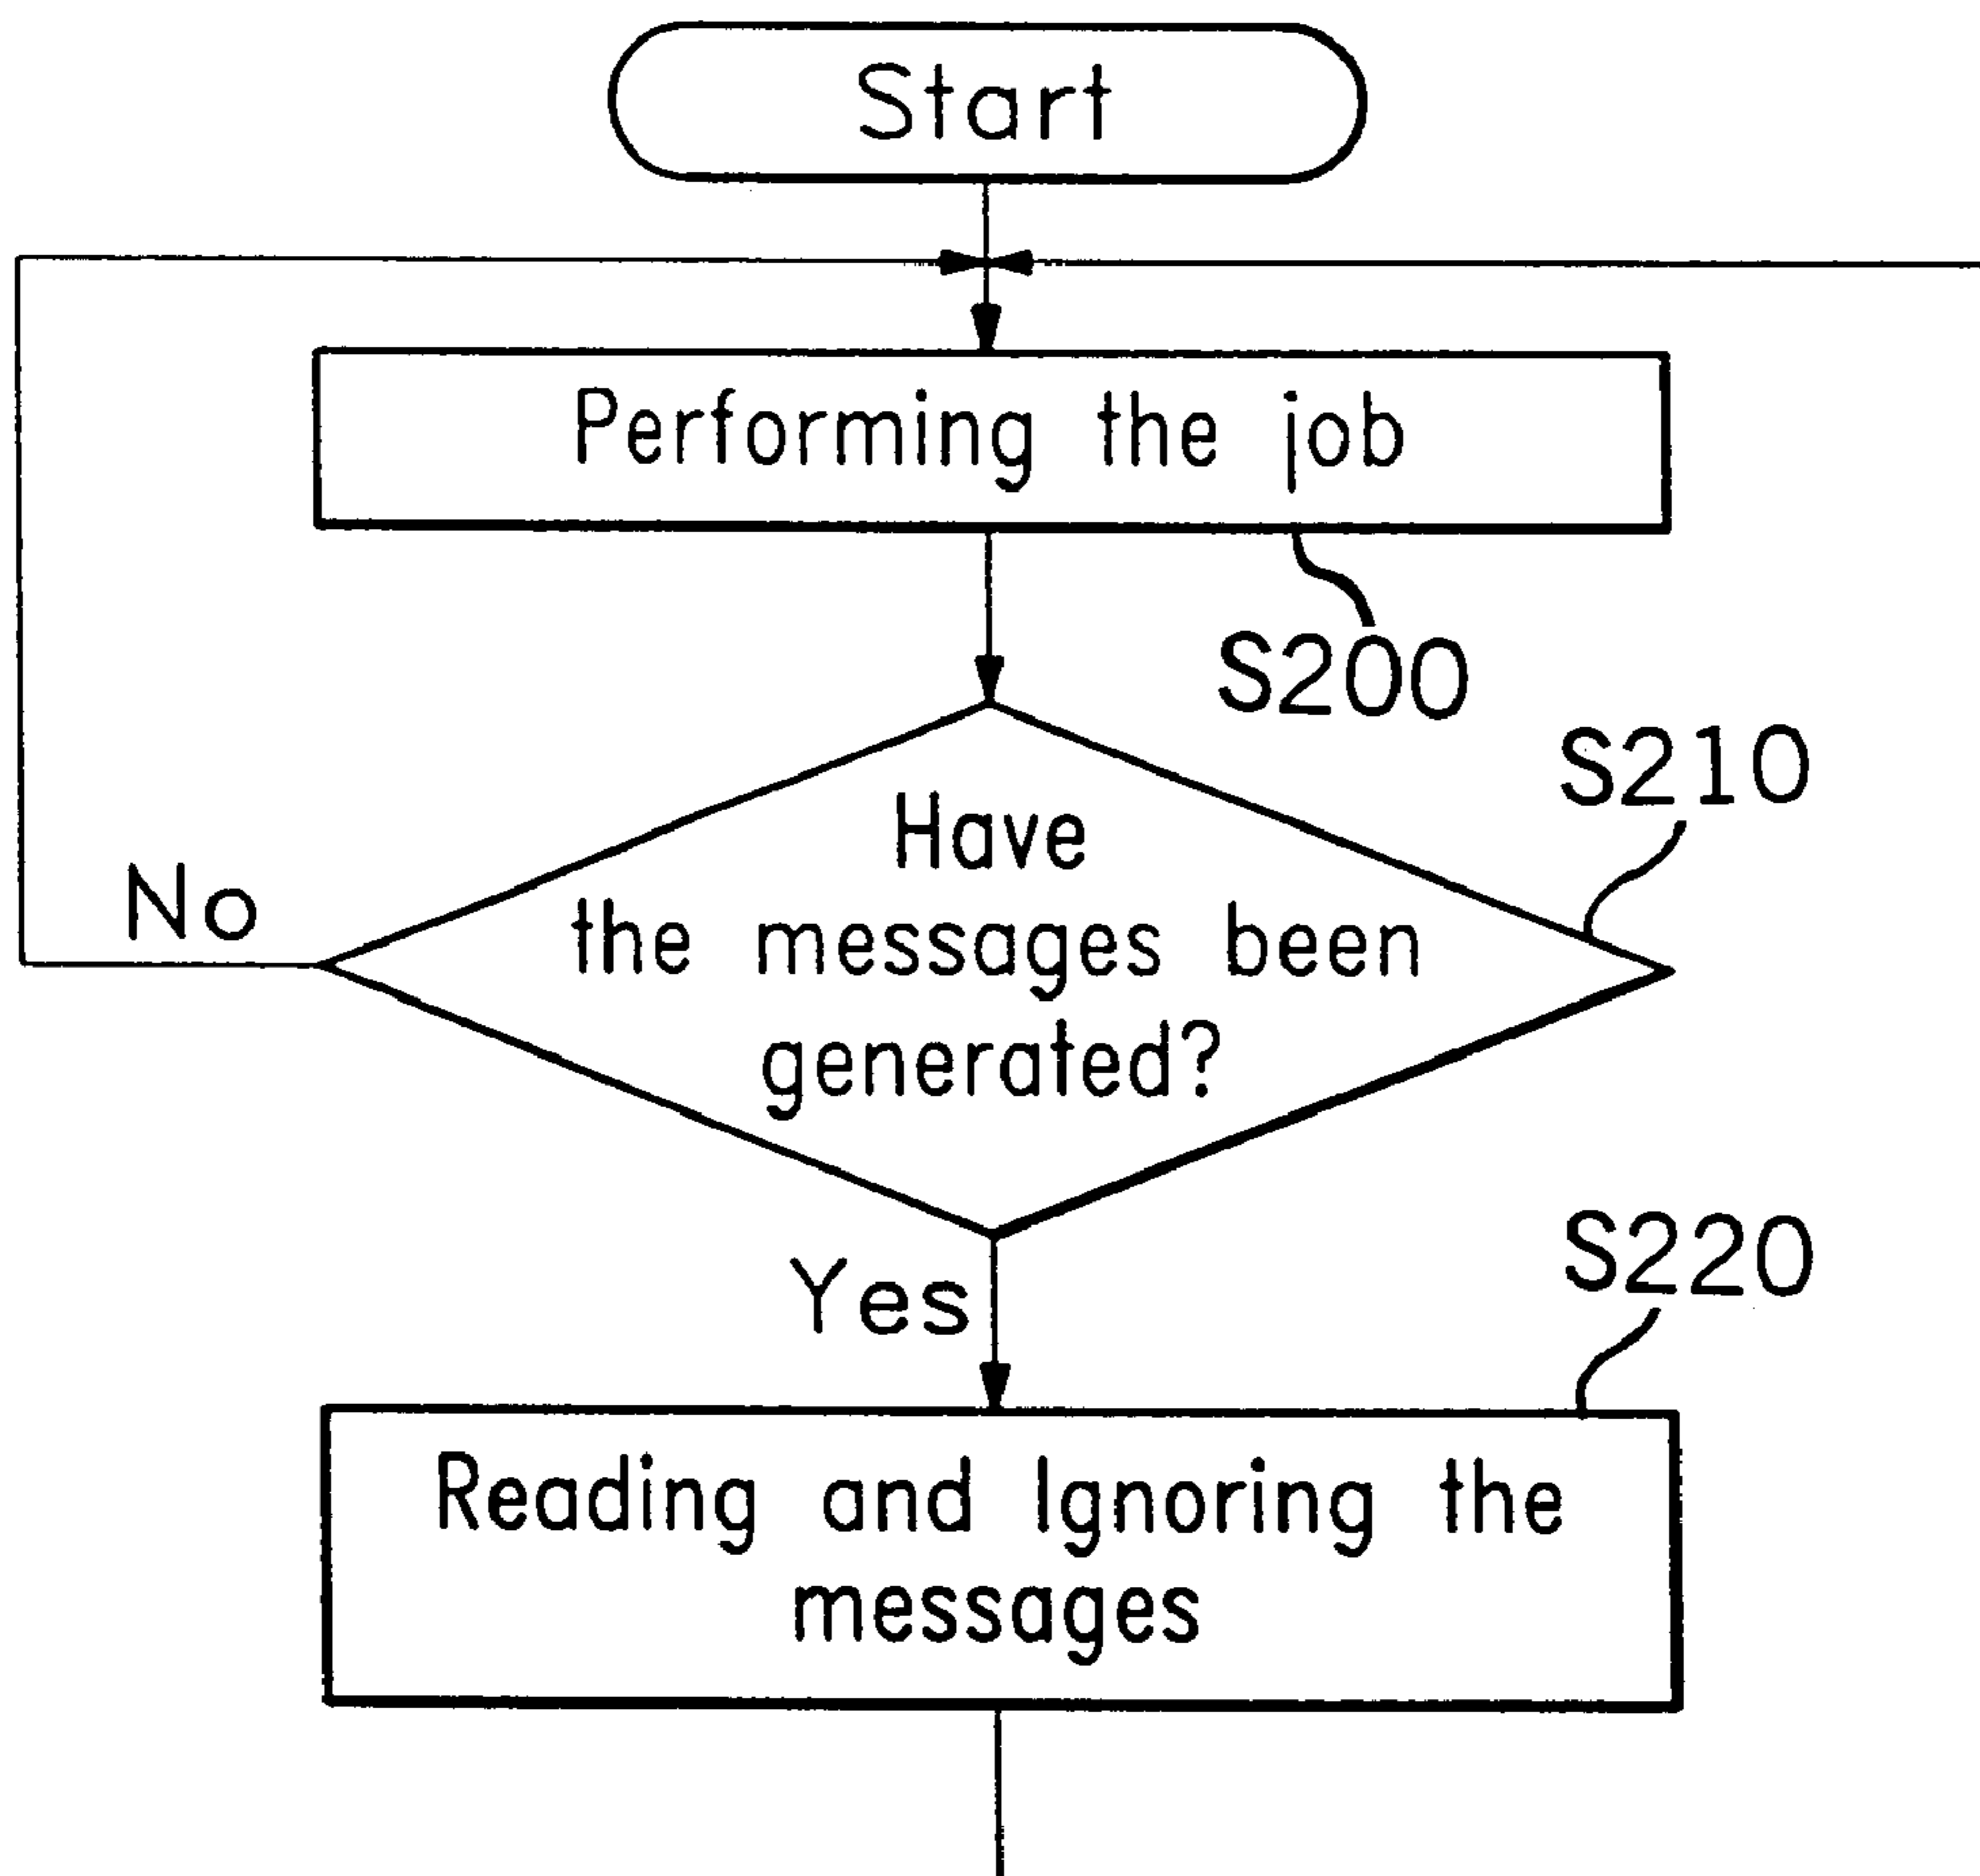 Start
Performing the job
S200
S210
Have
the messages been
generated?
No
Yes
S220
Reading and Ignoring the
messages